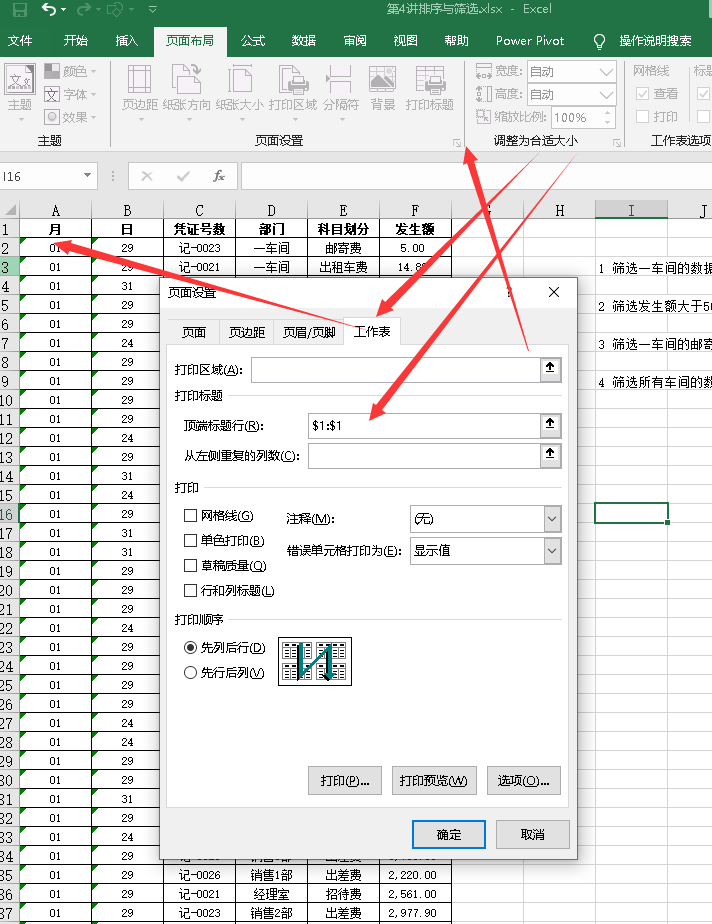 第4讲排序与筛选.xlsx - Excel
文件 开始 插入 页面布局 公式 数据 审阅 视图 帮助 Power Pivot 操作说明搜索
颜色 宽度: 自动 网格线 标题
字体 高度: 自动 查看
主题 效果 页边距 纸张方向 纸张大小 打印区域 分隔符 背景 打印标题 缩放比例: 100% 打印
主题 页面设置 调整为合适大小 工作表选项
I16 fx
A B C D E F G H I J
1 月 日 凭证号数 部门 科目划分 发生额
2 01 29 记-0023 一车间 邮寄费 5.00
3 01 29 记-0021 一车间 出租车费 14.8 1 筛选一车间的数据
4 01 31
5 01 29 2 筛选发生额大于50
6 01 29
7 01 24 3 筛选一车间的邮寄
8 01 29
9 01 29 4 筛选所有车间的数
10 01 29
11 01 29
12 01 24
13 01 29
14 01 31
15 01 24
16 01 29
17 01 31
18 01 31
19 01 29
20 01 29
21 01 29
22 01 24
23 01 29
24 01 29
25 01 29
26 01 29
27 01 24
28 01 24
29 01 29
30 01 29
31 01 31
32 01 29
33 01 24
34 01 29
35 01 29 记-0026 销售1部 出差费 2,220.00
36 01 29 记-0021 经理室 招待费 2,561.00
37 01 29 记-0023 销售2部 出差费 2,977.90
页面设置 ?
页面 页边距 页眉/页脚 工作表
打印区域(A):
打印标题
顶端标题行(R): $1:$1
从左侧重复的列数(C):
打印
网格线(G) 注释(M): (无)
单色打印(B)
错误单元格打印为(E): 显示值
草稿质量(Q)
行和列标题(L)
打印顺序
先列后行(D)
先行后列(V)
打印(P)... 打印预览(W) 选项(O)...
确定 取消